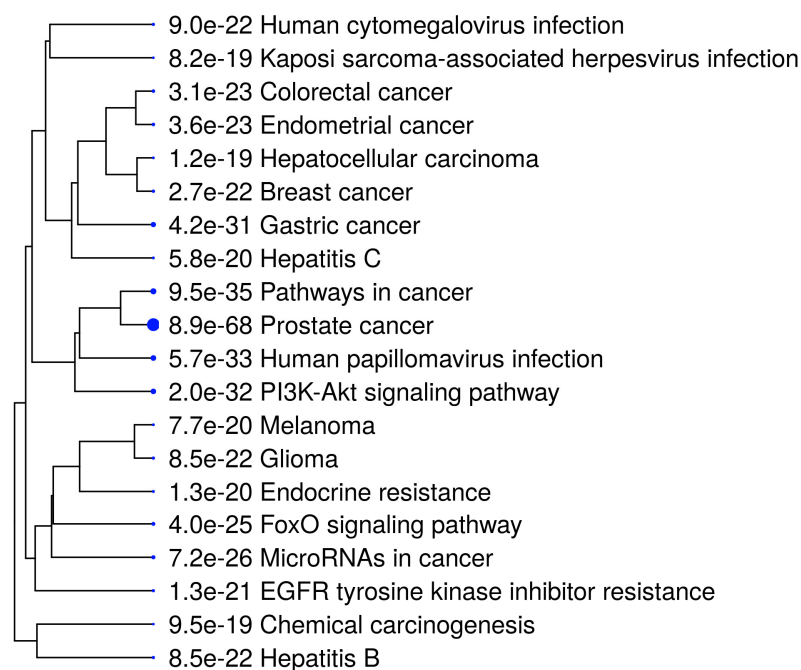 9.0e-22 Human cytomegalovirus infection
8.2e-19 Kaposi sarcoma-associated herpesvirus infection
3.1e-23 Colorectal cancer
3.6e-23 Endometrial cancer
1.2e-19 Hepatocellular carcinoma
2.7e-22 Breast cancer
4.2e-31 Gastric cancer
5.8e-20 Hepatitis C
9.5e-35 Pathways in cancer
8.9e-68 Prostate cancer
5.7e-33 Human papillomavirus infection
2.0e-32 PI3K-Akt signaling pathway
7.7e-20 Melanoma
8.5e-22 Glioma
1.3e-20 Endocrine resistance
4.0e-25 FoxO signaling pathway
7.2e-26 MicroRNAs in cancer
1.3e-21 EGFR tyrosine kinase inhibitor resistance
9.5e-19 Chemical carcinogenesis
8.5e-22 Hepatitis B